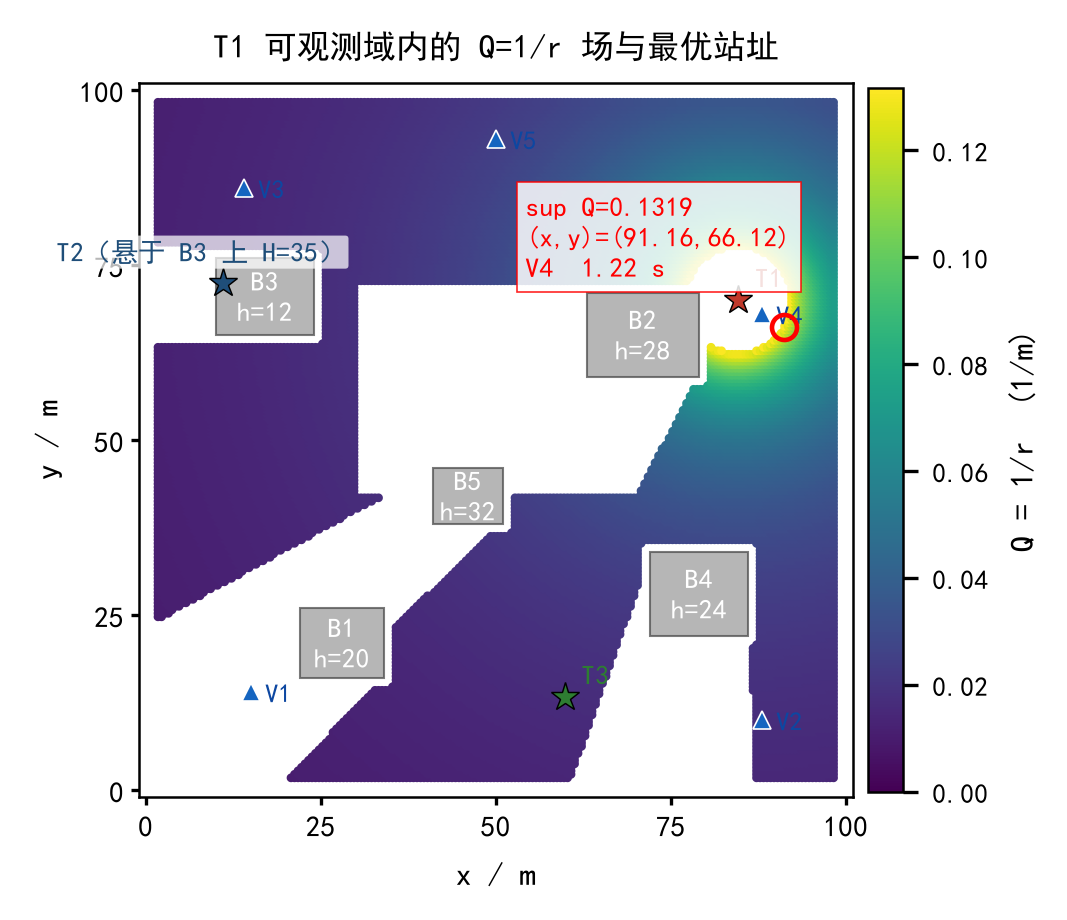 T1 可观测域内的 Q=1/r 场与最优站址
100
75
50
25
0
y / m
V5
V3
sup Q=0.1319
(x,y)=(91.16,66.12)
V4  1.22 s
T2（悬于 B3 上 H=35）
B3
h=12
T1
V4
B2
h=28
B5
h=32
B4
h=24
B1
h=20
T3
V1
V2
0
25
50
75
100
x / m
0.12
0.10
0.08
0.06
0.04
0.02
0.00
Q = 1/r （1/m）